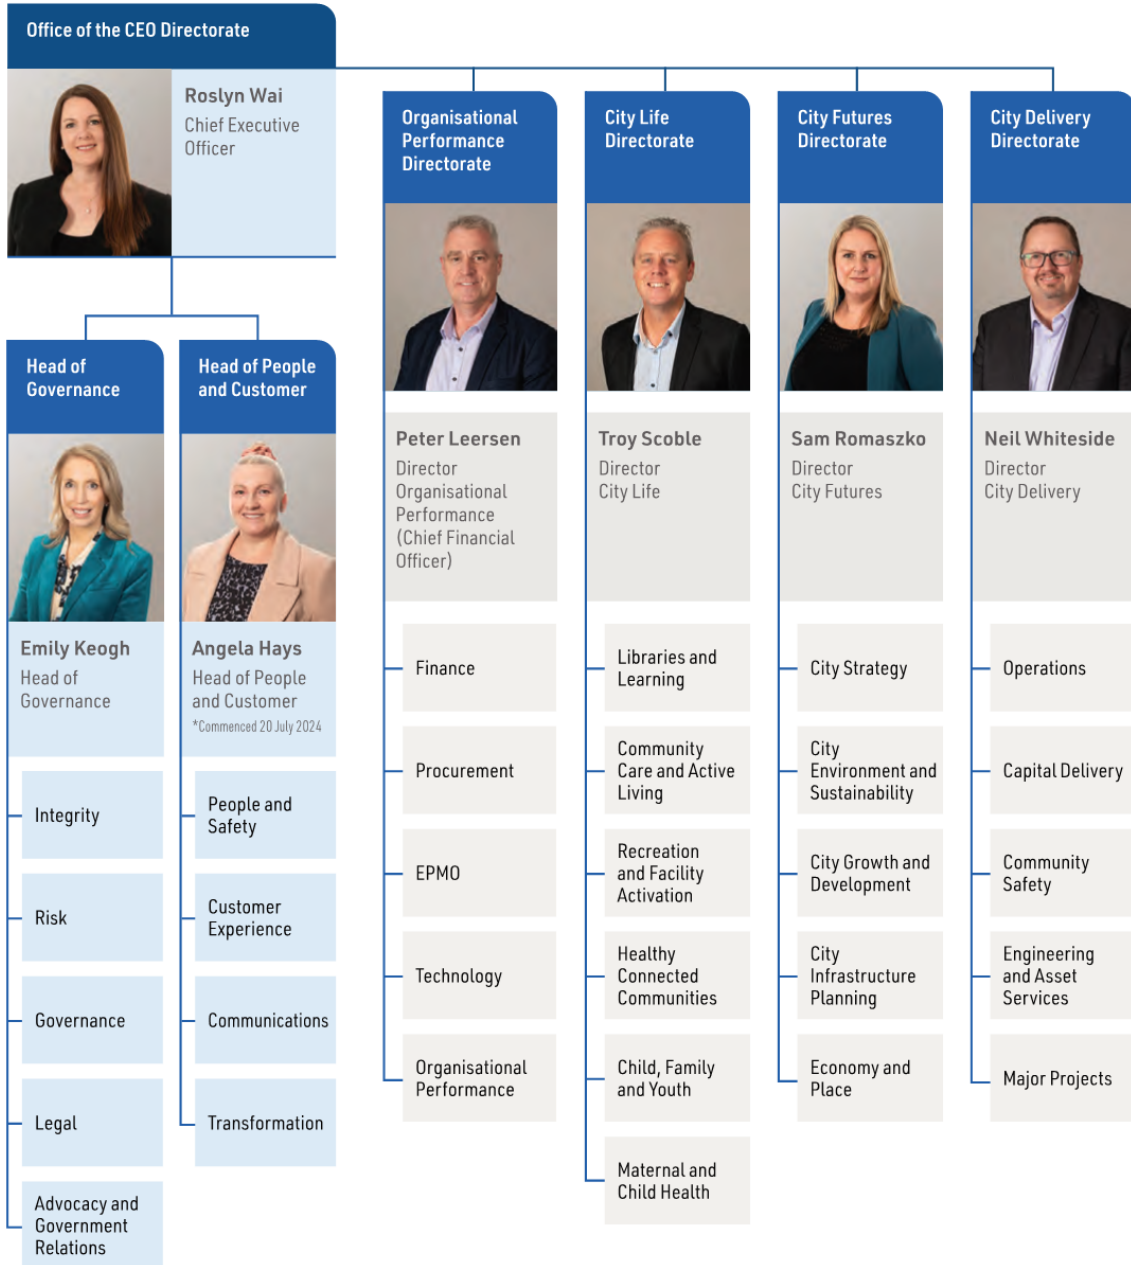 Office of the CEO Directorate
Roslyn Wai
Chief Executive
Officer
Organisational
Performance
Directorate
City Life
Directorate
City Futures
Directorate
City Delivery
Directorate
Head of
Governance
Head of People
and Customer
Peter Leersen
Director
Organisational
Performance
(Chief Financial
Officer)
Troy Scoble
Director
City Life
Sam Romaszko
Director
City Futures
Neil Whiteside
Director
City Delivery
Emily Keogh
Head of
Governance
Angela Hays
Head of People
and Customer
*Commenced 20 July 2024
Integrity
Risk
Governance
Legal
Advocacy and
Government
Relations
People and
Safety
Customer
Experience
Communications
Transformation
Finance
Procurement
EPMO
Technology
Organisational
Performance
Libraries and
Learning
Community
Care and Active
Living
Recreation
and Facility
Activation
Healthy
Connected
Communities
Child, Family
and Youth
Maternal and
Child Health
City Strategy
City
Environment and
Sustainability
City Growth and
Development
City
Infrastructure
Planning
Economy and
Place
Operations
Capital Delivery
Community
Safety
Engineering
and Asset
Services
Major Projects